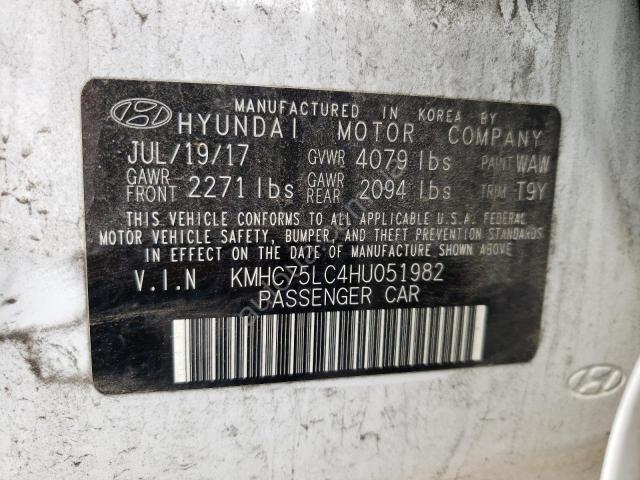 MANUFACTURED IN KOREA BY
HYUNDAI MOTOR COMPANY
JUL/19/17 GVWR 4079 lbs PAINT WAW
GAWR FRONT 2271 lbs GAWR REAR 2094 lbs TRIM T9Y
THIS VEHICLE CONFORMS TO ALL APPLICABLE U.S.A. FEDERAL
MOTOR VEHICLE SAFETY, BUMPER, AND THEFT PREVENTION STANDARDS
IN EFFECT ON THE DATE OF MANUFACTURE SHOWN ABOVE.
V.I.N KMHC75LC4HU051982
PASSENGER CAR